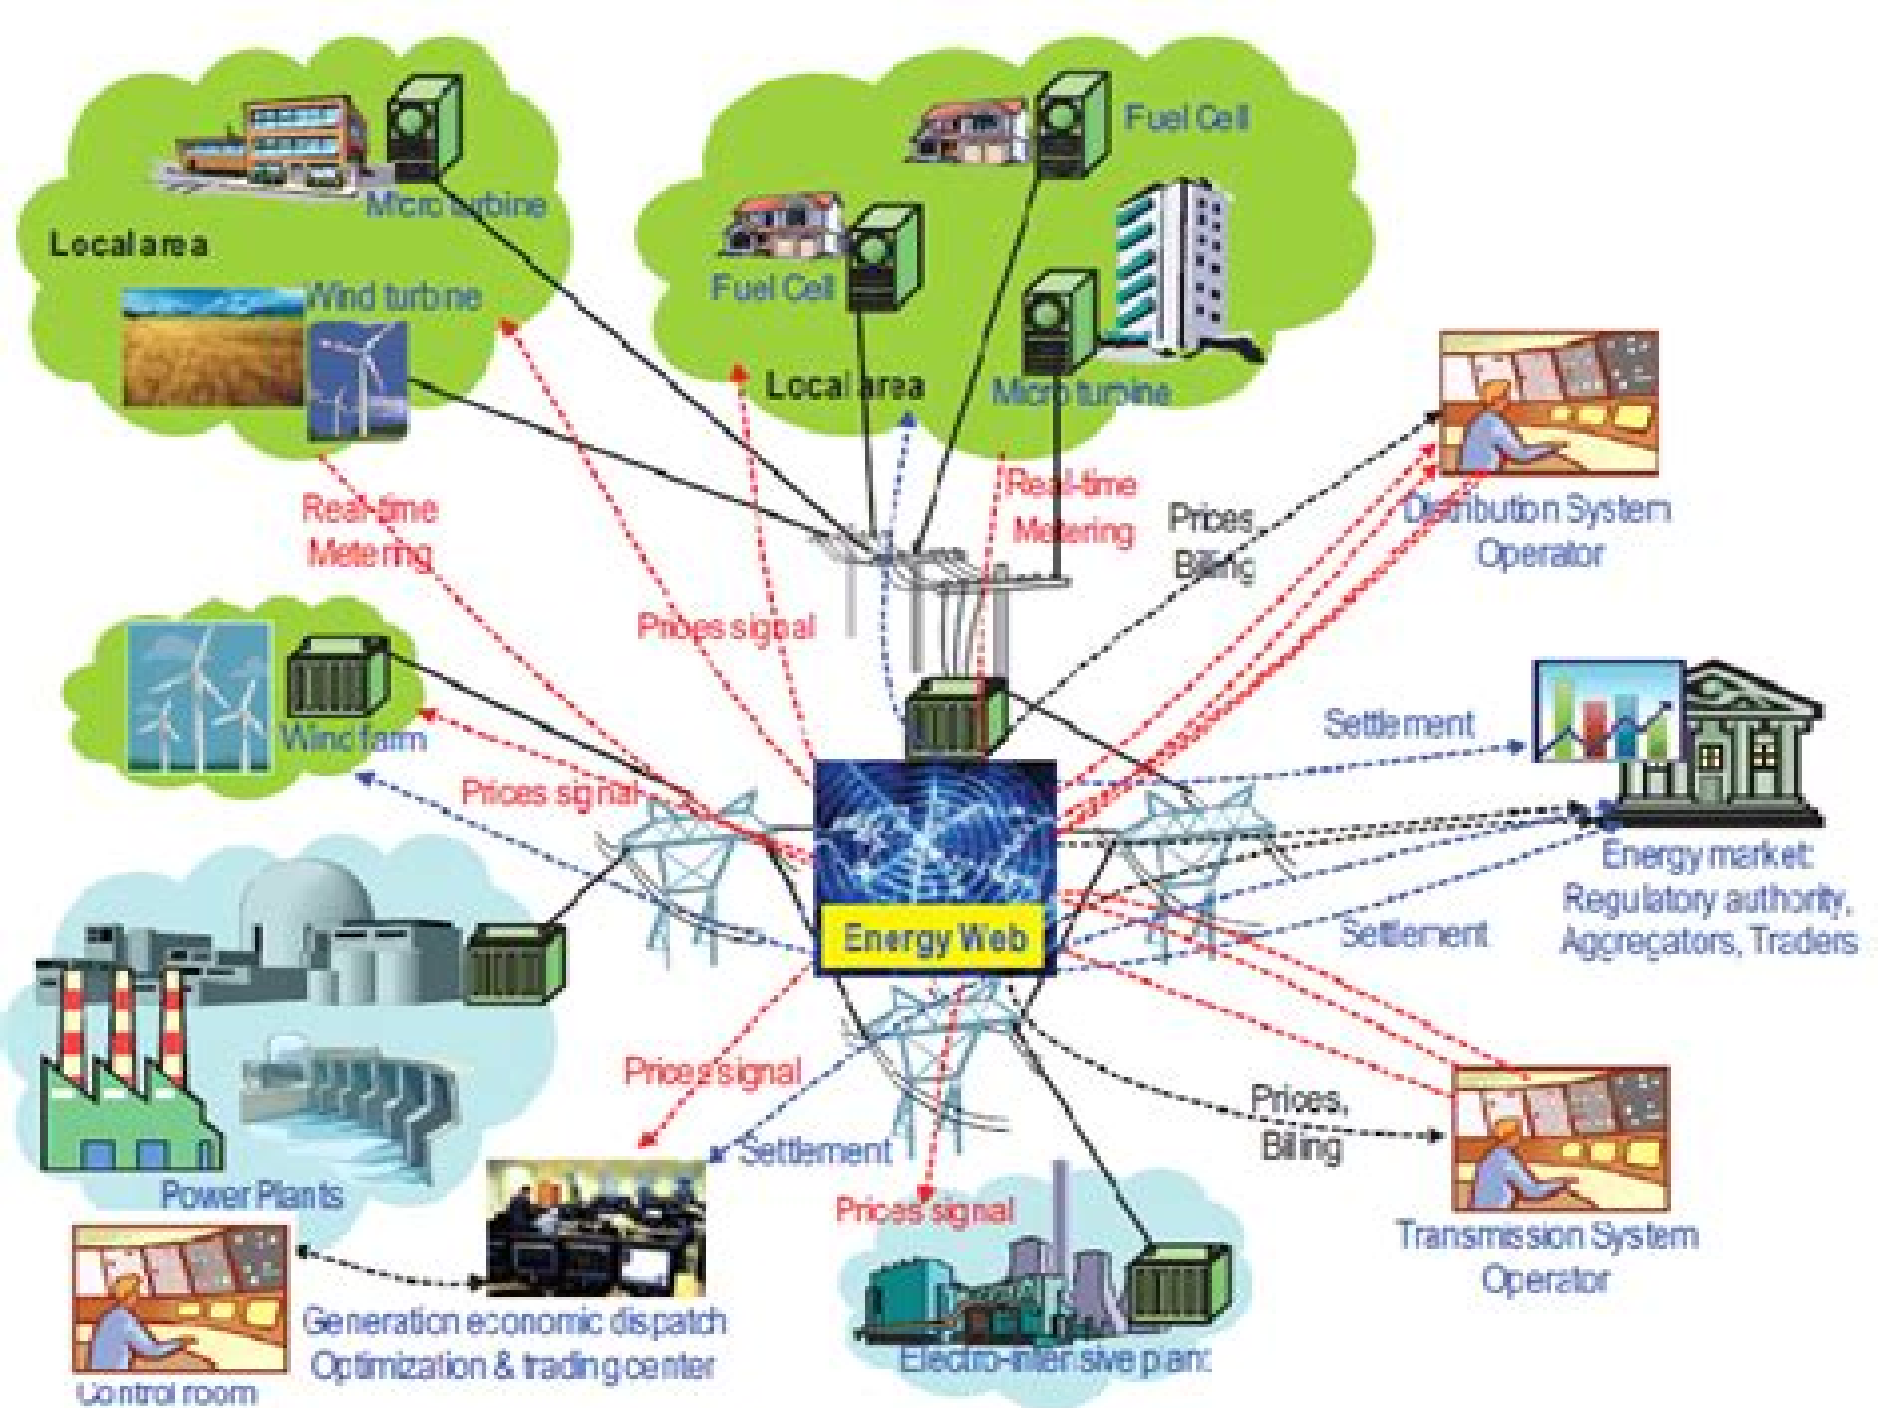 Fuel Cell
Micro turbine
Local area
Wind turbine
Fuel Cell
Local area
Micro turbine
Real-time
Metering
Real-time
Metering
Prices,
Billing
Distribution System
Operator
Prices signal
Settlement
Wind farm
Prices signal
Energy market:
Regulatory authority,
Aggregators, Traders
Energy Web
Settlement
Prices signal
Prices,
Billing
Settlement
Power Plants
Prices signal
Transmission System
Operator
Generation economic dispatch
Optimization & trading center
Electro-intensive plant
Control room